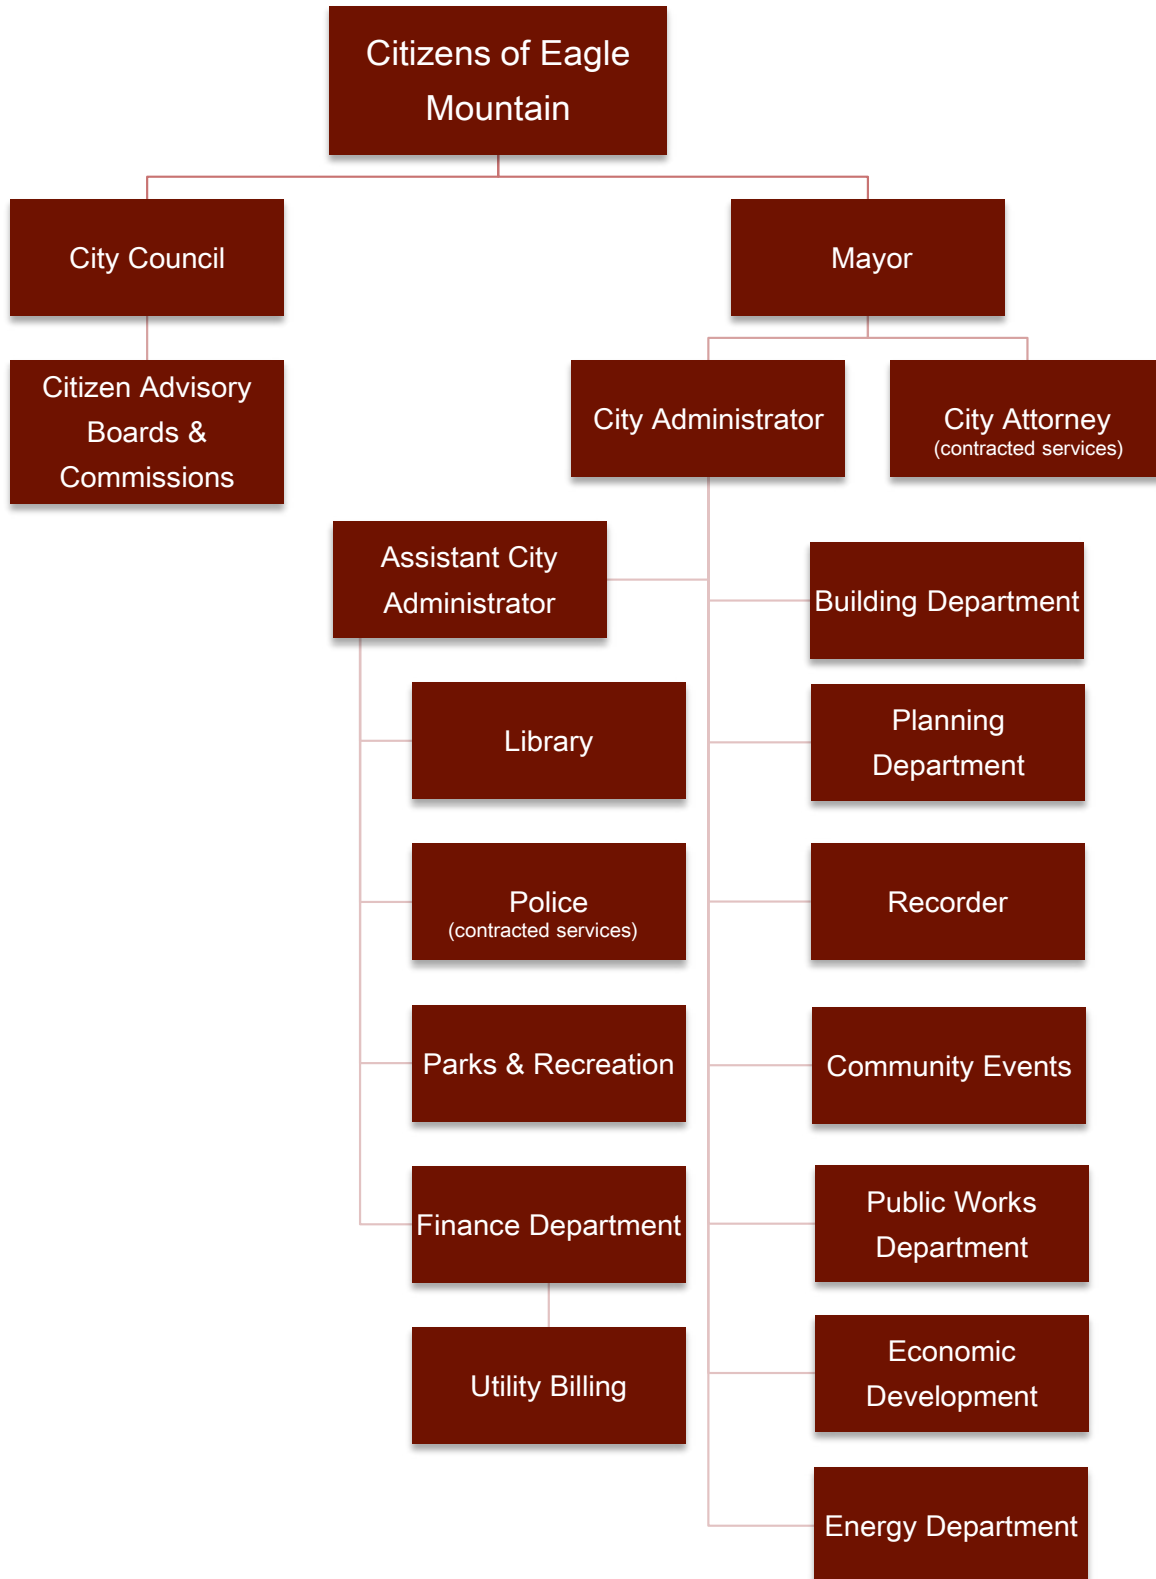 Citizens of Eagle
Mountain
City Council
Mayor
Citizen Advisory
Boards &
Commissions
City Administrator
City Attorney
(contracted services)
Assistant City
Administrator
Building Department
Library
Planning
Department
Police
(contracted services)
Recorder
Parks & Recreation
Community Events
Finance Department
Public Works
Department
Utility Billing
Economic
Development
Energy Department